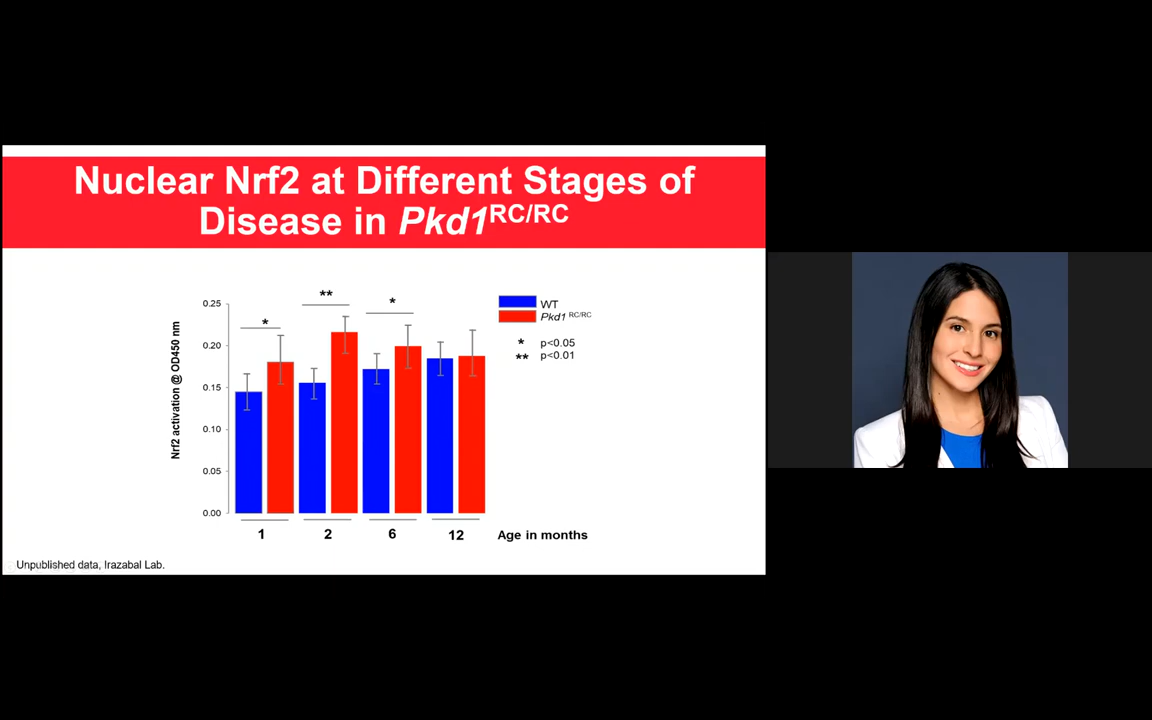 Nuclear Nrf2 at Different Stages of
Disease in Pkd1RC/RC
**
*
*
0.25
0.20
0.15
0.10
0.05
0.00
Nrf2 activation @ OD450 nm
WT
Pkd1 RC/RC
* p<0.05
** p<0.01
1 2 6 12 Age in months
Unpublished data, Irazabal Lab.